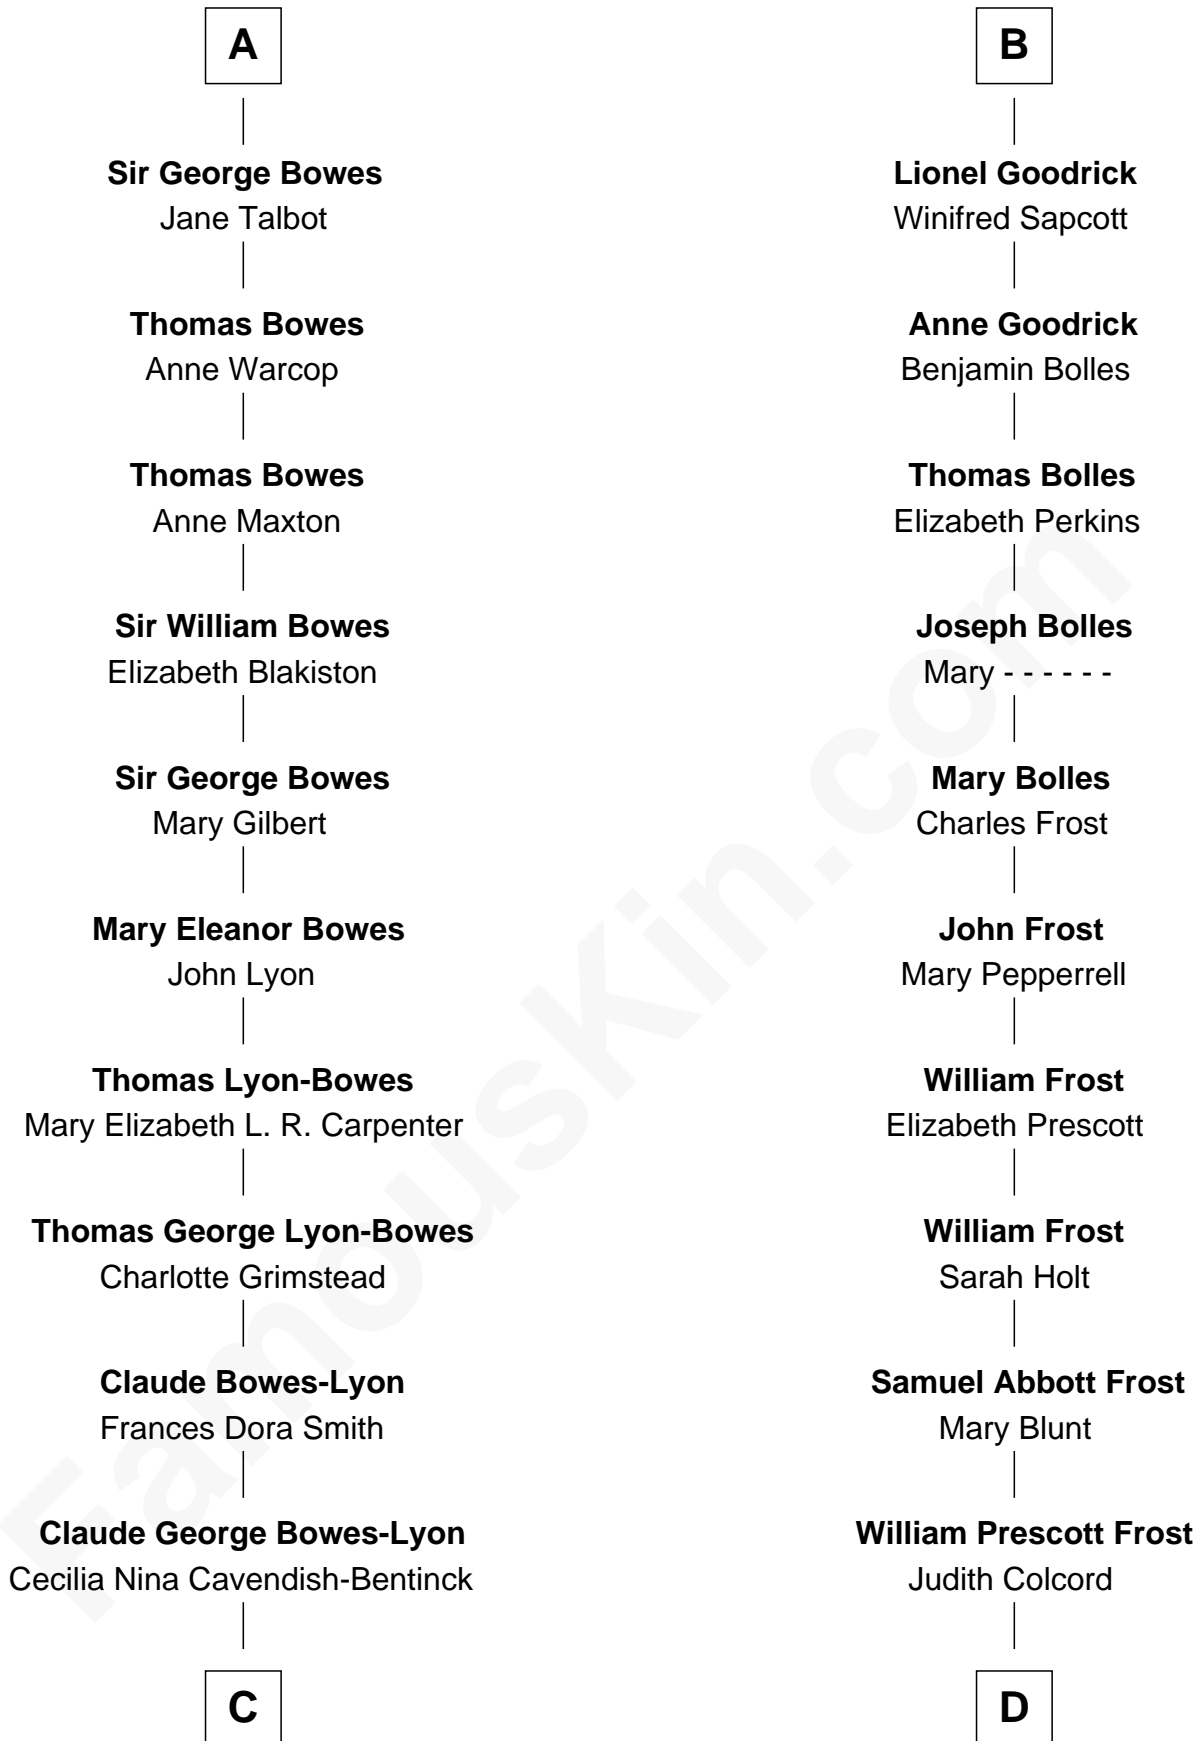 A
Sir George Bowes
Jane Talbot
Thomas Bowes
Anne Warcop
Thomas Bowes
Anne Maxton
Sir William Bowes
Elizabeth Blakiston
Sir George Bowes
Mary Gilbert
Mary Eleanor Bowes
John Lyon
Thomas Lyon-Bowes
Mary Elizabeth L. R. Carpenter
Thomas George Lyon-Bowes
Charlotte Grimstead
Claude Bowes-Lyon
Frances Dora Smith
Claude George Bowes-Lyon
Cecilia Nina Cavendish-Bentinck
C
B
Lionel Goodrick
Winifred Sapcott
Anne Goodrick
Benjamin Bolles
Thomas Bolles
Elizabeth Perkins
Joseph Bolles
Mary - - - - - -
Mary Bolles
Charles Frost
John Frost
Mary Pepperrell
William Frost
Elizabeth Prescott
William Frost
Sarah Holt
Samuel Abbott Frost
Mary Blunt
William Prescott Frost
Judith Colcord
D
FamousKin.com